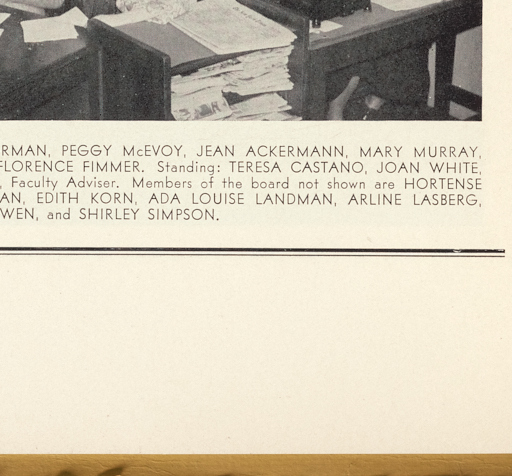 RMAN, PEGGY McEVOY, JEAN ACKERMANN, MARY MURRAY,
FLORENCE FIMMER. Standing: TERESA CASTANO, JOAN WHITE,
, Faculty Adviser. Members of the board not shown are HORTENSE
AN, EDITH KORN, ADA LOUISE LANDMAN, ARLINE LASBERG,
WEN, and SHIRLEY SIMPSON.